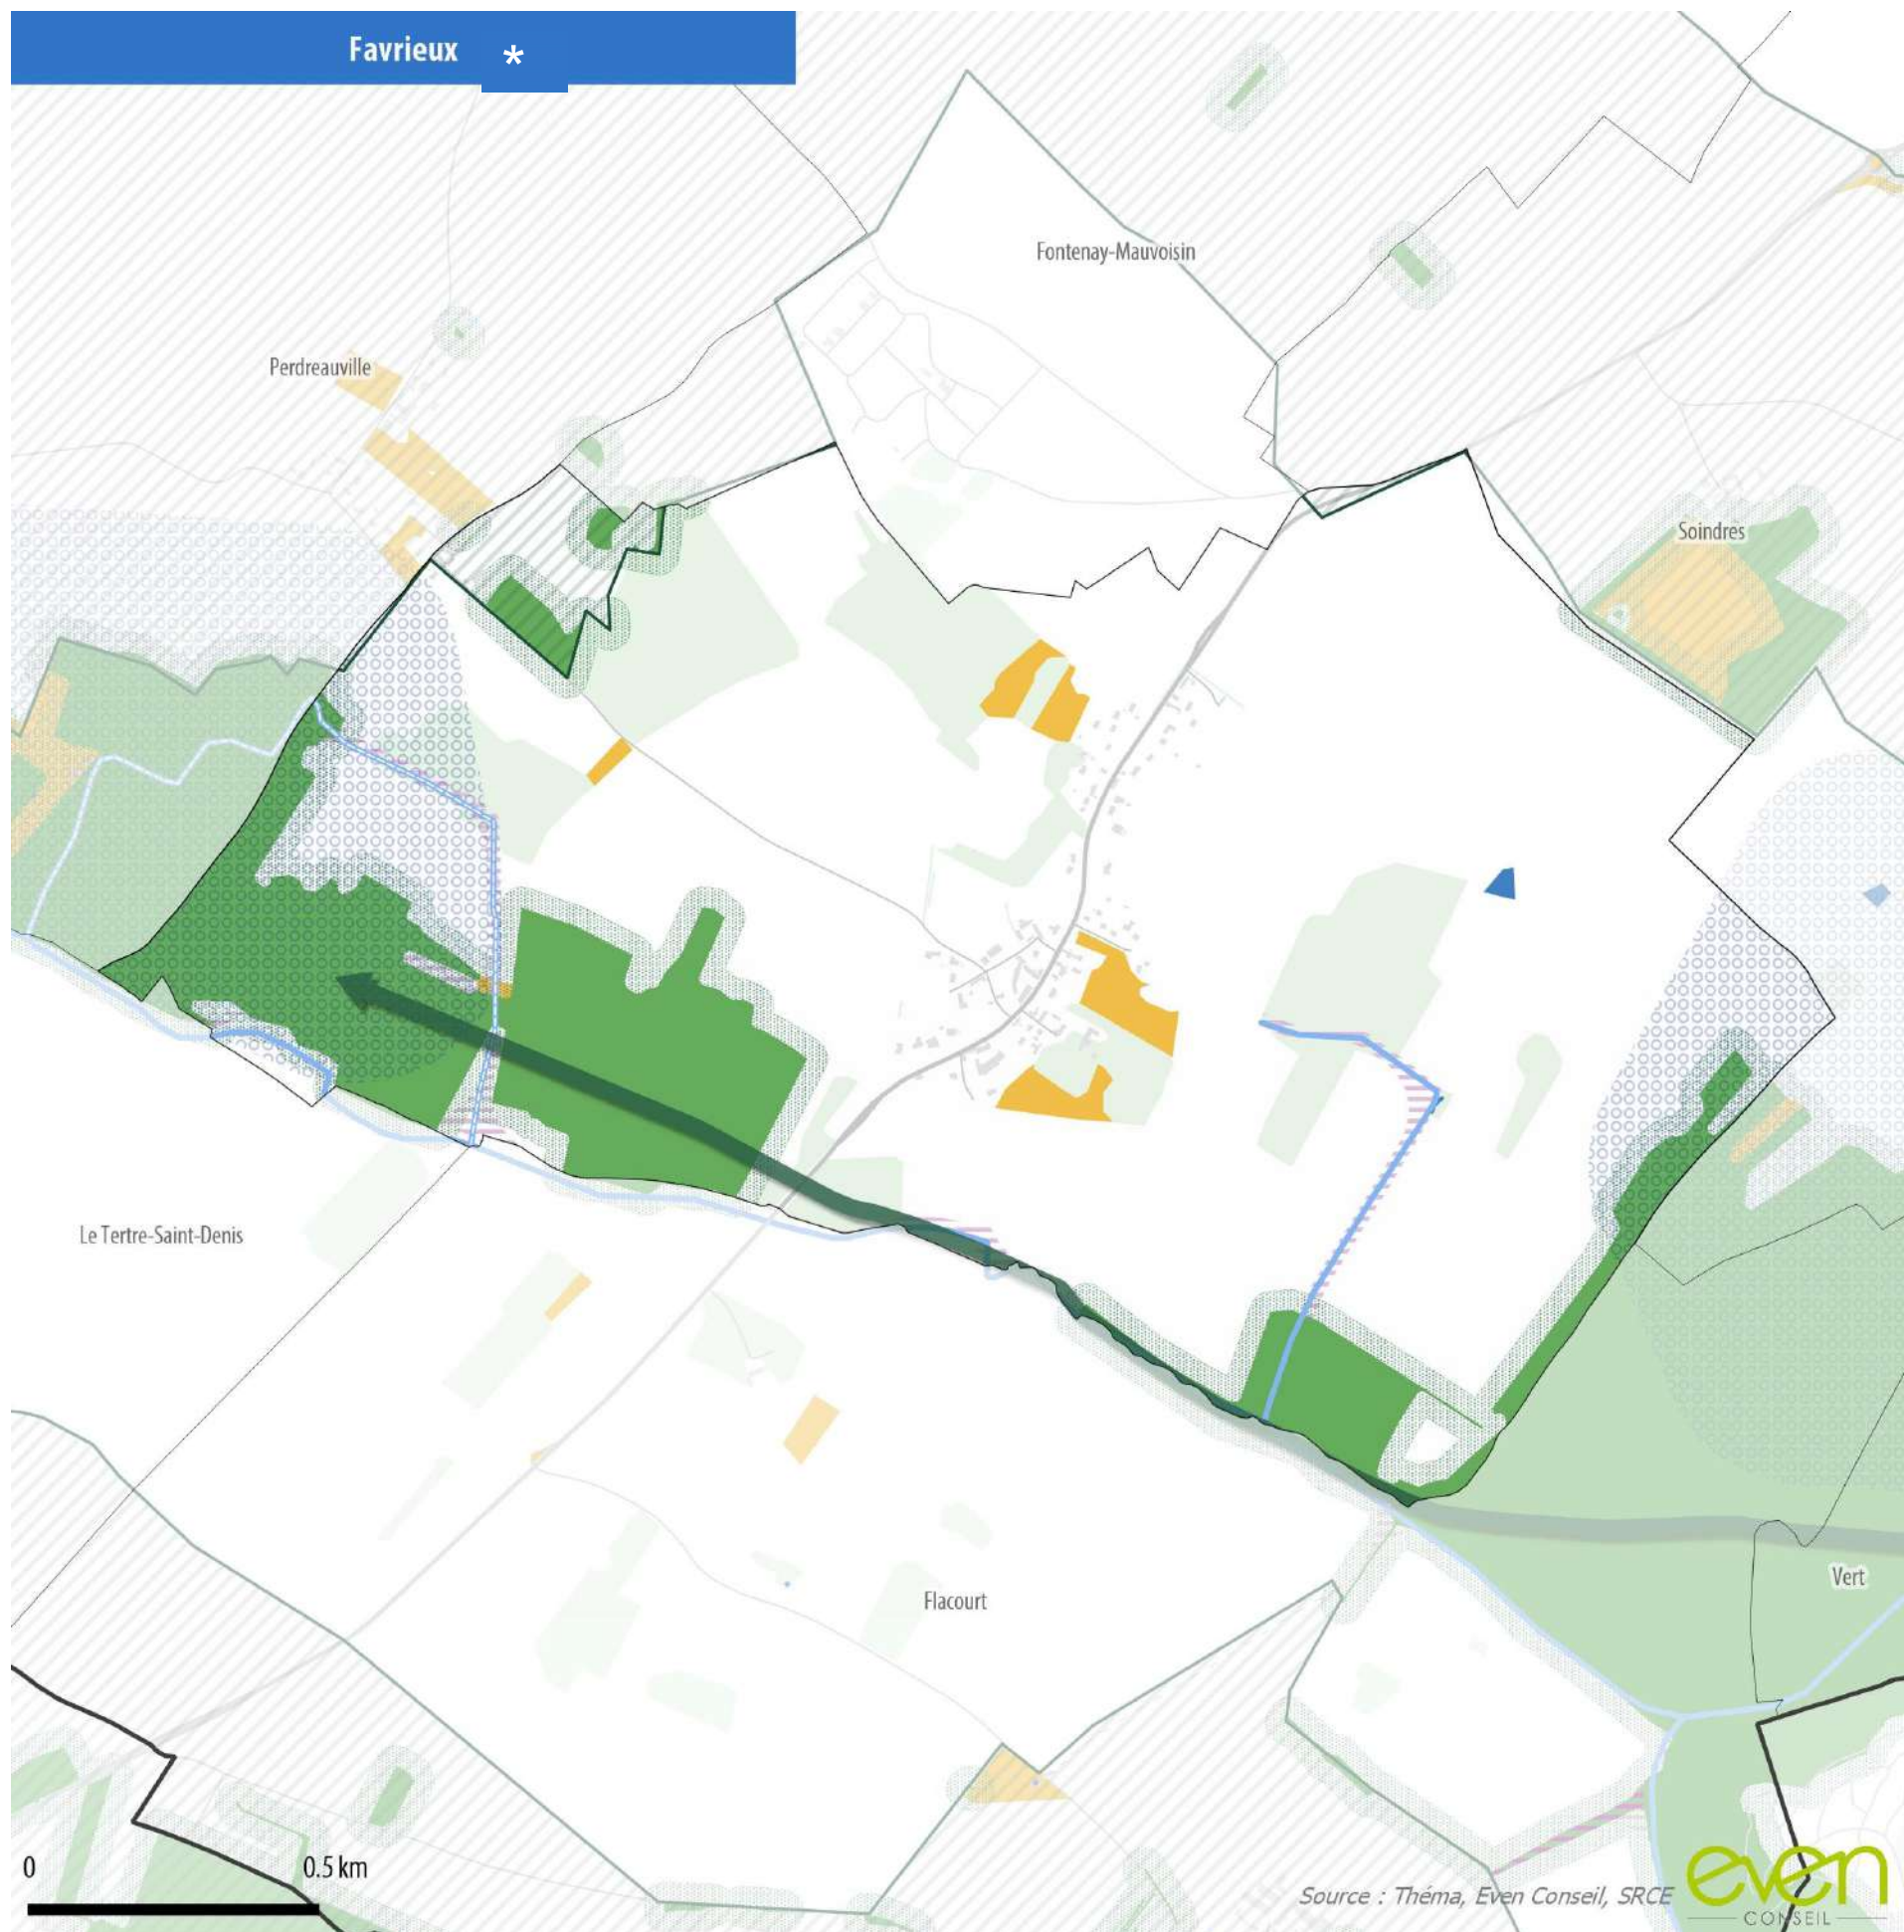 Favrieux *
Fontenay-Mauvoisin
Perdreauville
Soindres
Le Tertre-Saint-Denis
Vert
Flacourt
0 0.5 km
Source : Théma, Even Conseil, SRCE
even
CONSEIL